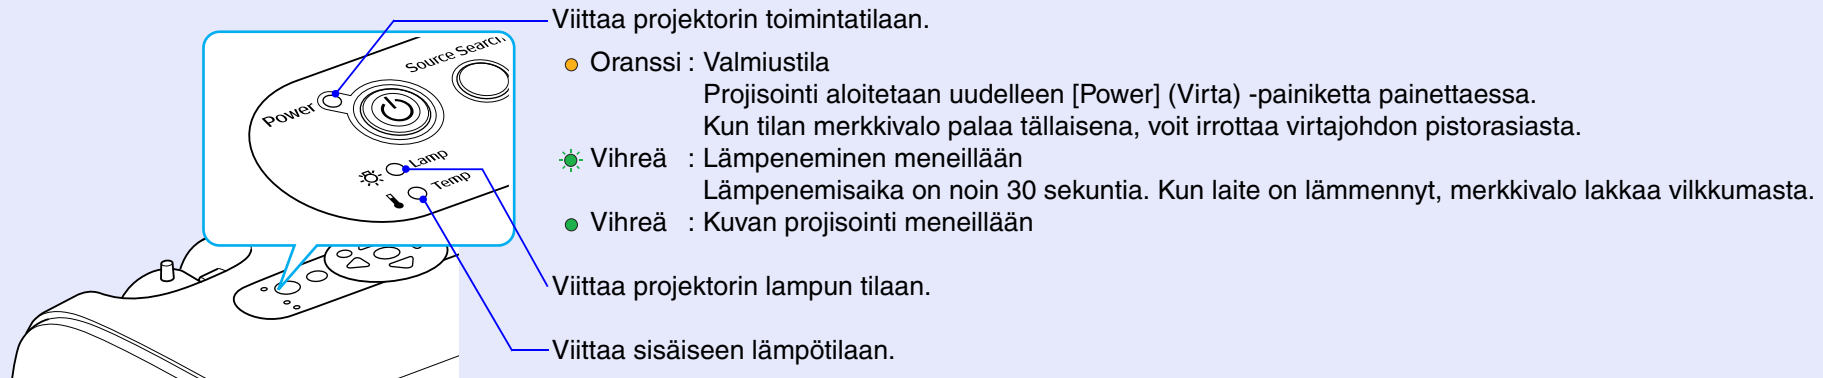 Viittaa projektorin toimintatilaan.
Oranssi : Valmiustila
Projisointi aloitetaan uudelleen [Power] (Virta) -painiketta painettaessa.
Kun tilan merkkivalo palaa tällaisena, voit irrottaa virtajohdon pistorasiasta.
Vihreä : Lämpeneminen meneillään
Lämpenemisaika on noin 30 sekuntia. Kun laite on lämmennyt, merkkivalo lakkaa vilkkumasta.
Vihreä : Kuvan projisointi meneillään
Viittaa projektorin lampun tilaan.
Viittaa sisäiseen lämpötilaan.
Source Search
Power
Lamp
Temp